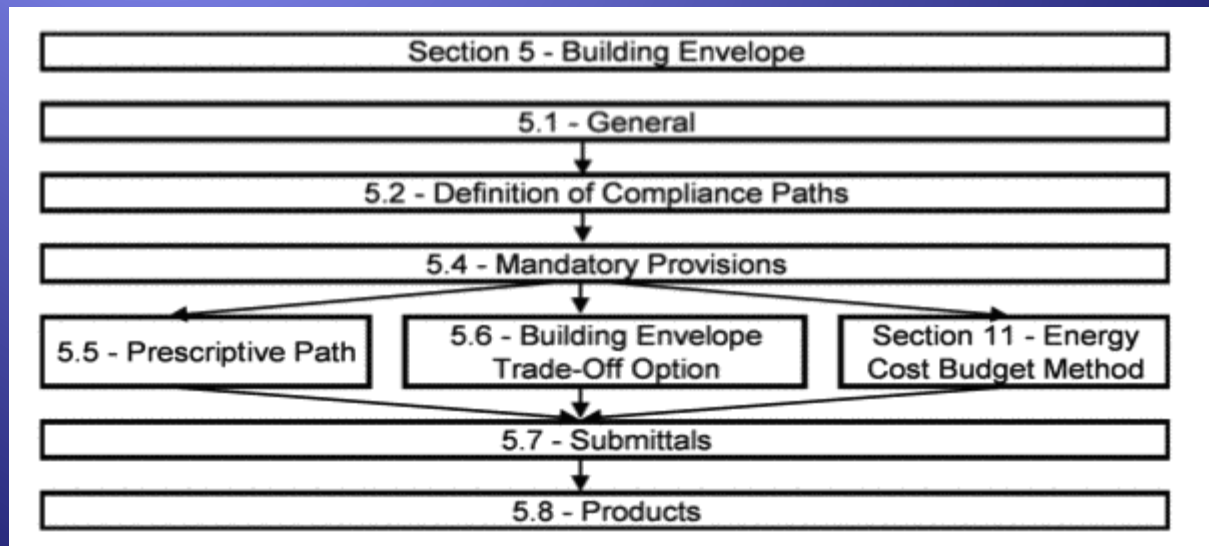 Section 5 - Building Envelope
5.1 - General
5.2 - Definition of Compliance Paths
5.4 - Mandatory Provisions
5.5 - Prescriptive Path
5.6 - Building Envelope
Trade-Off Option
Section 11 - Energy
Cost Budget Method
5.7 - Submittals
5.8 - Products